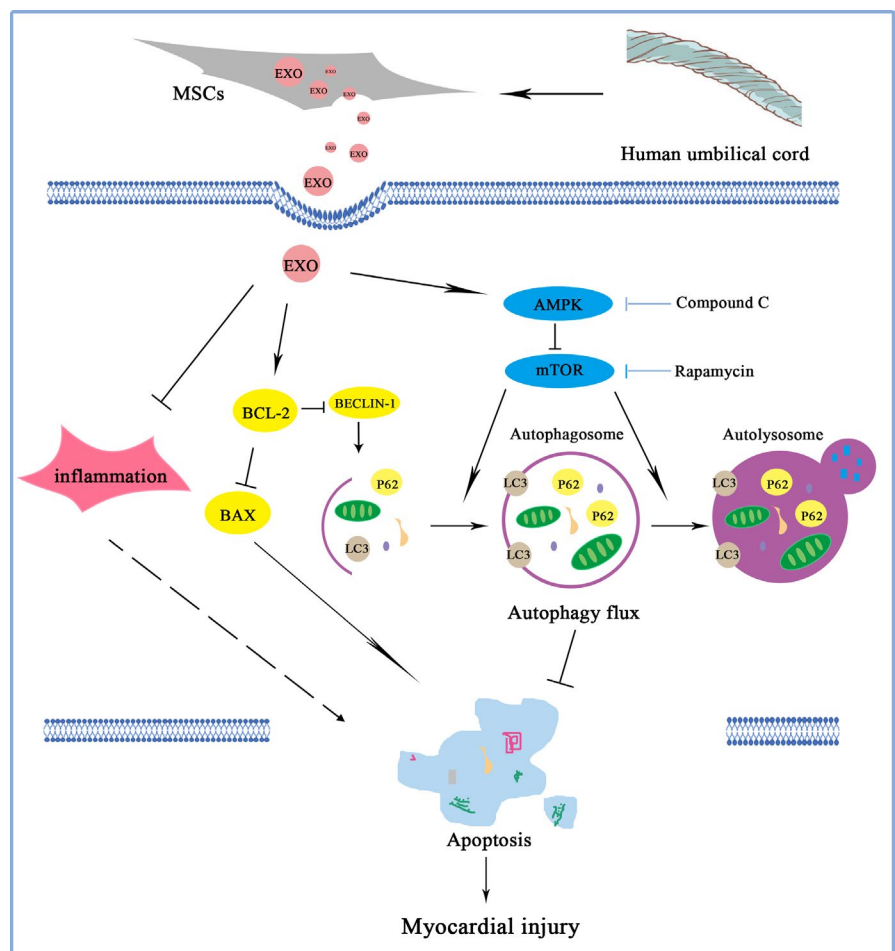 EXO
EXO
EXO
EXO
EXO
MSCs
EXO
EXO
EXO
Human umbilical cord
EXO
EXO
AMPK
Compound C
mTOR
Rapamycin
BCL-2
BECLIN-1
inflammation
BAX
P62
LC3
Autophagosome
LC3
P62
P62
LC3
Autolysosome
LC3
P62
P62
LC3
Autophagy flux
Apoptosis
Myocardial injury